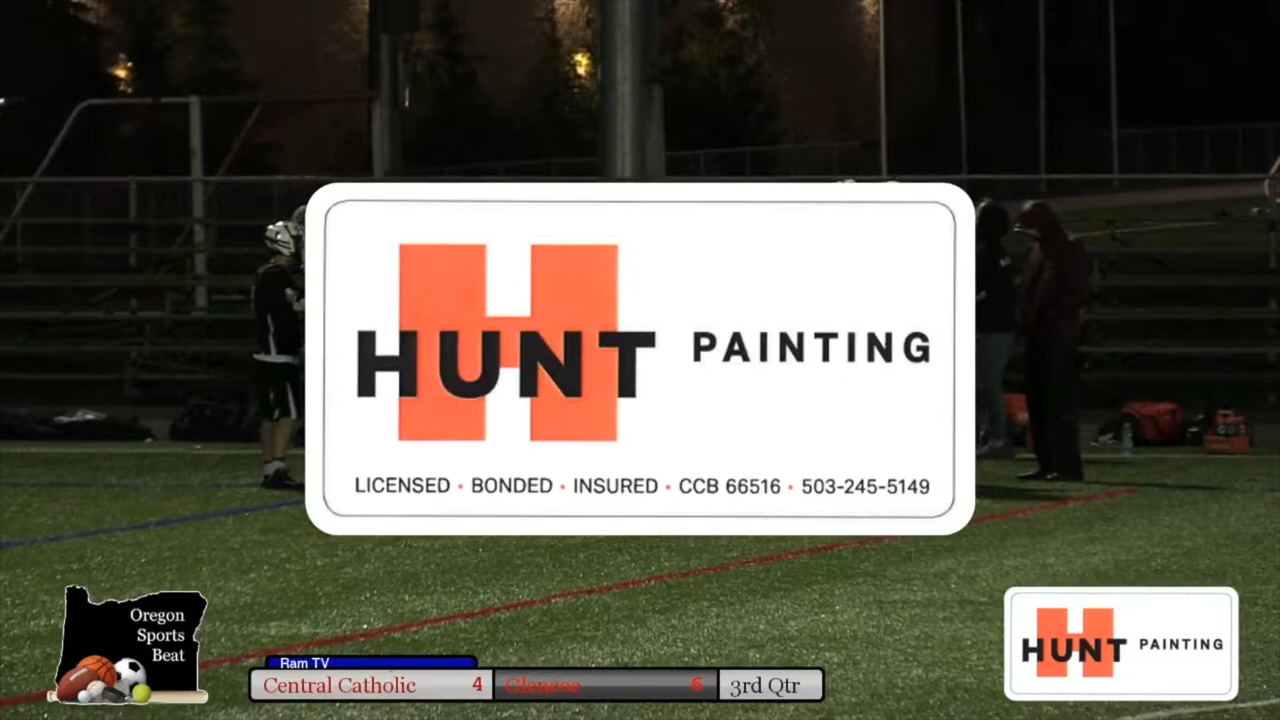 HUNT PAINTING
LICENSED • BONDED • INSURED • CCB 66516 • 503-245-5149
Oregon
Sports
Beat
HUNT PAINTING
Ram TV
Central Catholic 4 Glencoe 6 3rd Qtr